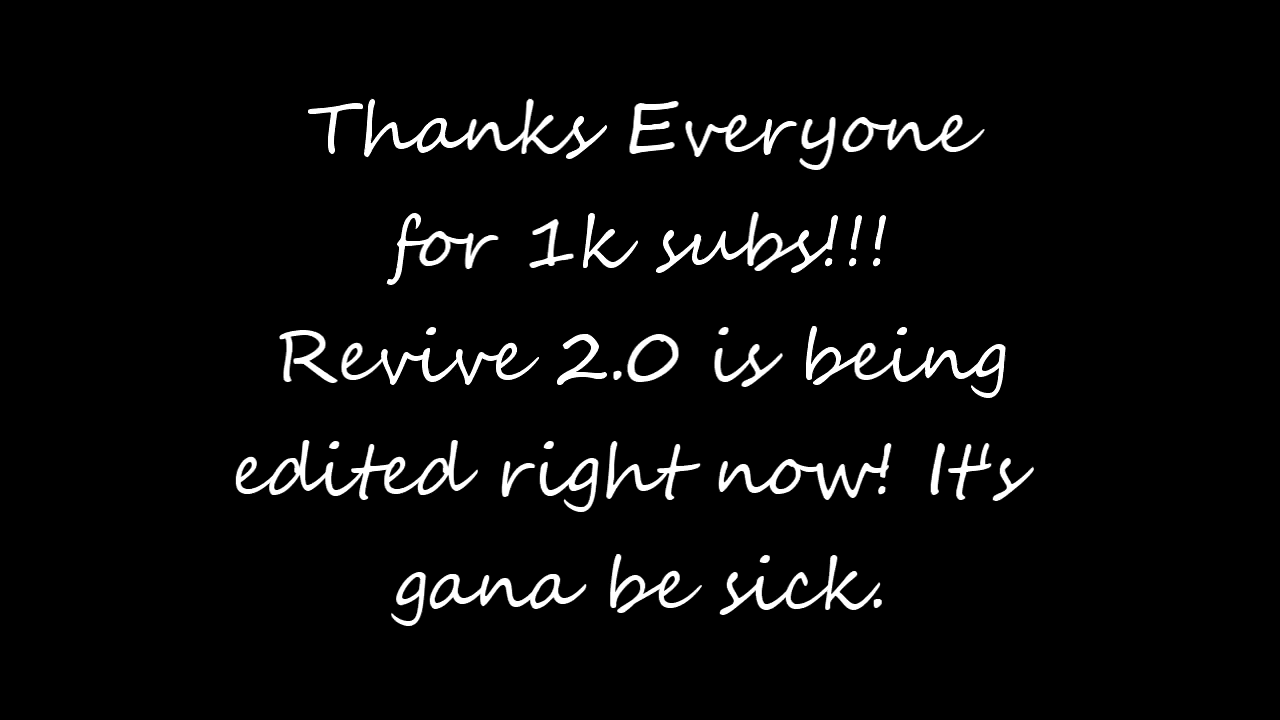 Thanks Everyone
for 1k subs!!!
Revive 2.0 is being
edited right now! It's
gana be sick.